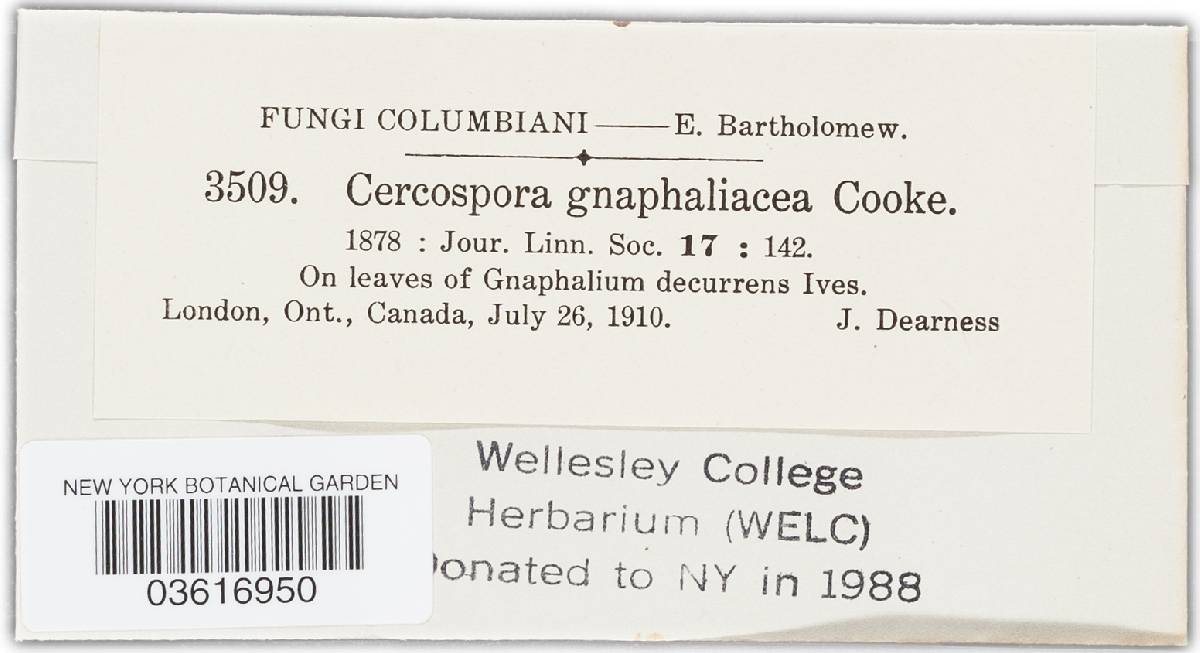 FUNGI COLUMBIANI——E. Bartholomew.
3509. Cercospora gnaphaliacea Cooke.
1878 : Jour. Linn. Soc. 17 : 142.
On leaves of Gnaphalium decurrens Ives.
London, Ont., Canada, July 26, 1910. J. Dearness
Wellesley College
Herbarium (WELC)
Donated to NY in 1988
NEW YORK BOTANICAL GARDEN
03616950